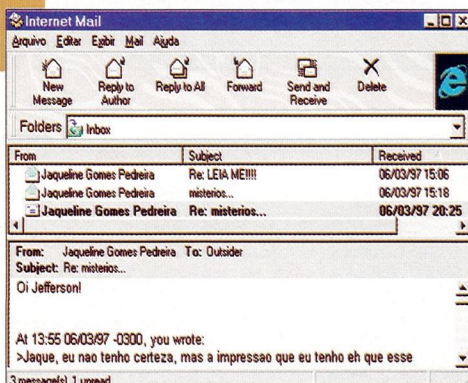 Internet Mail
Arquivo Editar Exibir Mail Ajuda
New Message Reply to Author Reply to All Forward Send and Receive Delete
Folders Inbox
From Subject Received
Jaqueline Gomes Pedreira Re: LEIA ME!!!! 06/03/97 15:06
Jaqueline Gomes Pedreira misterios... 06/03/97 15:18
Jaqueline Gomes Pedreira Re: misterios... 06/03/97 20:25
From: Jaqueline Gomes Pedreira To: Outsider
Subject: Re: misterios...
Oi Jefferson!
At 13:55 06/03/97 -0300, you wrote:
>Jaque, eu nao tenho certeza, mas a impressao que eu tenho eh que esse
3 message(s), 1 unread